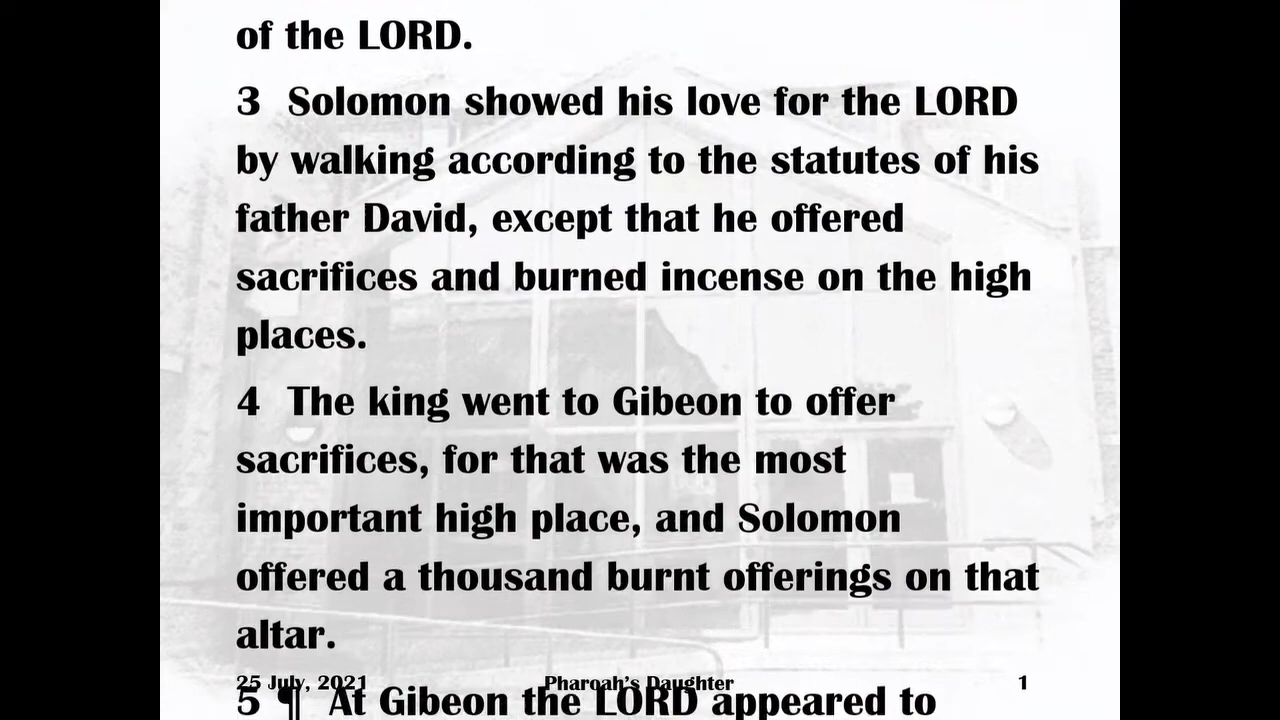 of the LORD.
3 Solomon showed his love for the LORD
by walking according to the statutes of his
father David, except that he offered
sacrifices and burned incense on the high
places.
4 The king went to Gibeon to offer
sacrifices, for that was the most
important high place, and Solomon
offered a thousand burnt offerings on that
altar.
25 July, 2021 Pharoah's Daughter 1
5 ¶ At Gibeon the LORD appeared to